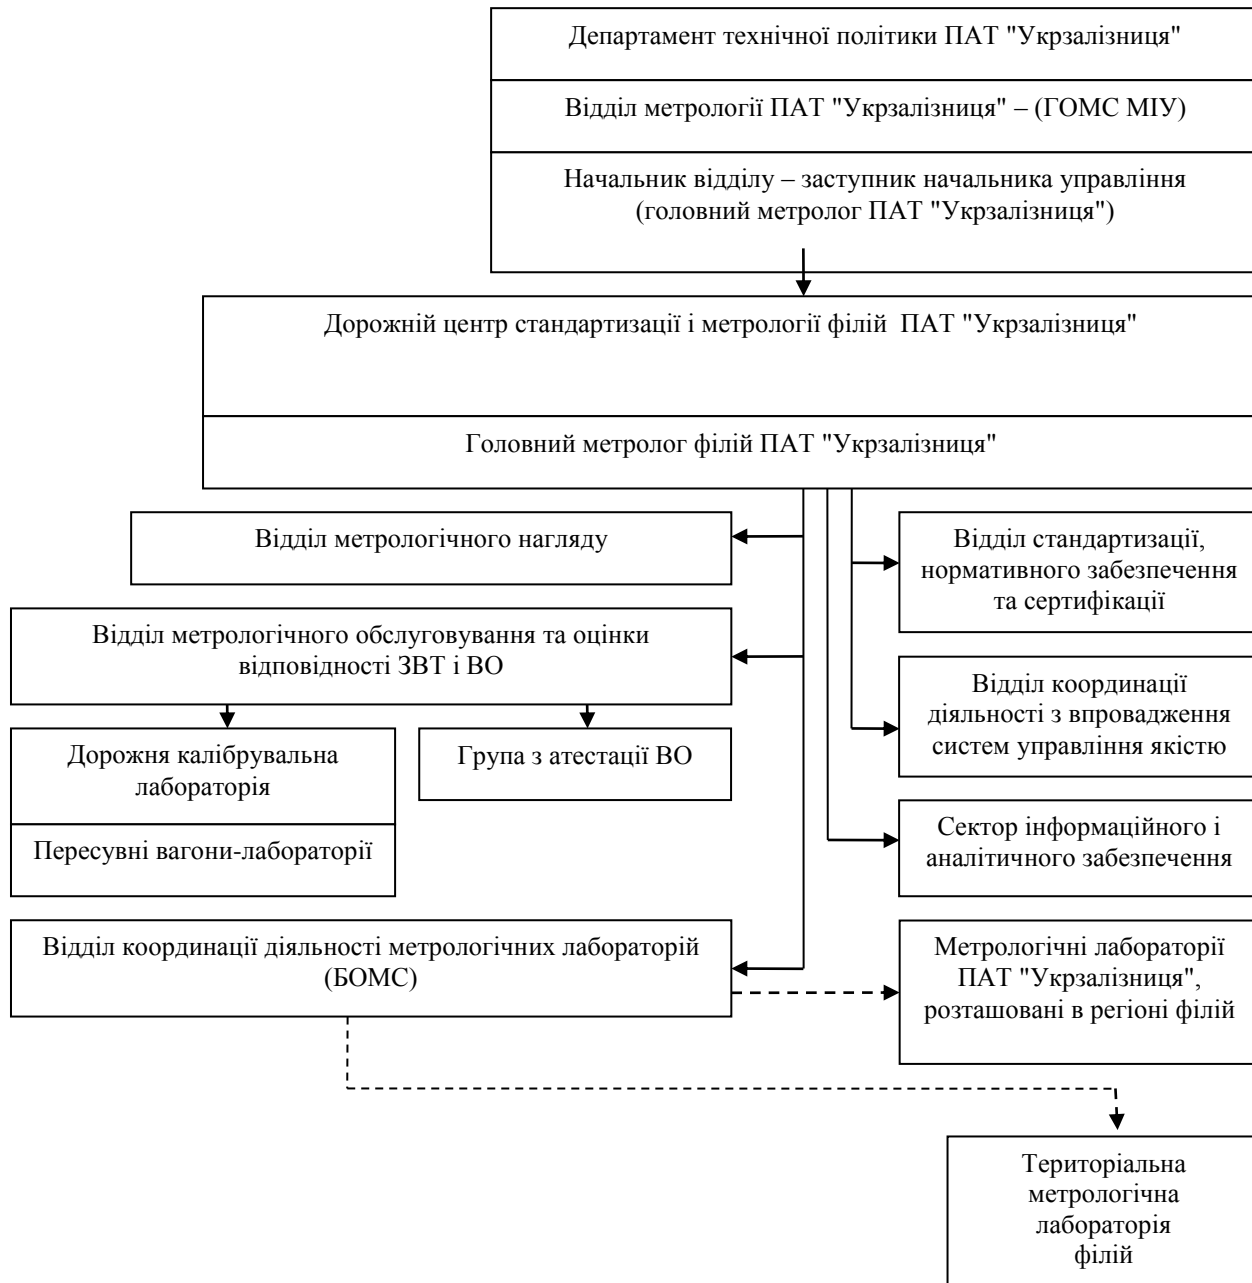 Департамент технічної політики ПАТ "Укрзалізниця"
Відділ метрології ПАТ "Укрзалізниця" – (ГОМС МІУ)
Начальник відділу – заступник начальника управління
(головний метролог ПАТ "Укрзалізниця")
Дорожній центр стандартизації і метрології філій ПАТ "Укрзалізниця"
Головний метролог філій ПАТ "Укрзалізниця"
Відділ метрологічного нагляду
Відділ стандартизації,
нормативного забезпечення
та сертифікації
Відділ метрологічного обслуговування та оцінки
відповідності ЗВТ і ВО
Відділ координації
діяльності з впровадження
систем управління якістю
Дорожня калібрувальна
лабораторія
Група з атестації ВО
Пересувні вагони-лабораторії
Сектор інформаційного і
аналітичного забезпечення
Відділ координації діяльності метрологічних лабораторій
(БОМС)
Метрологічні лабораторії
ПАТ "Укрзалізниця",
розташовані в регіоні філій
Територіальна
метрологічна
лабораторія
філій